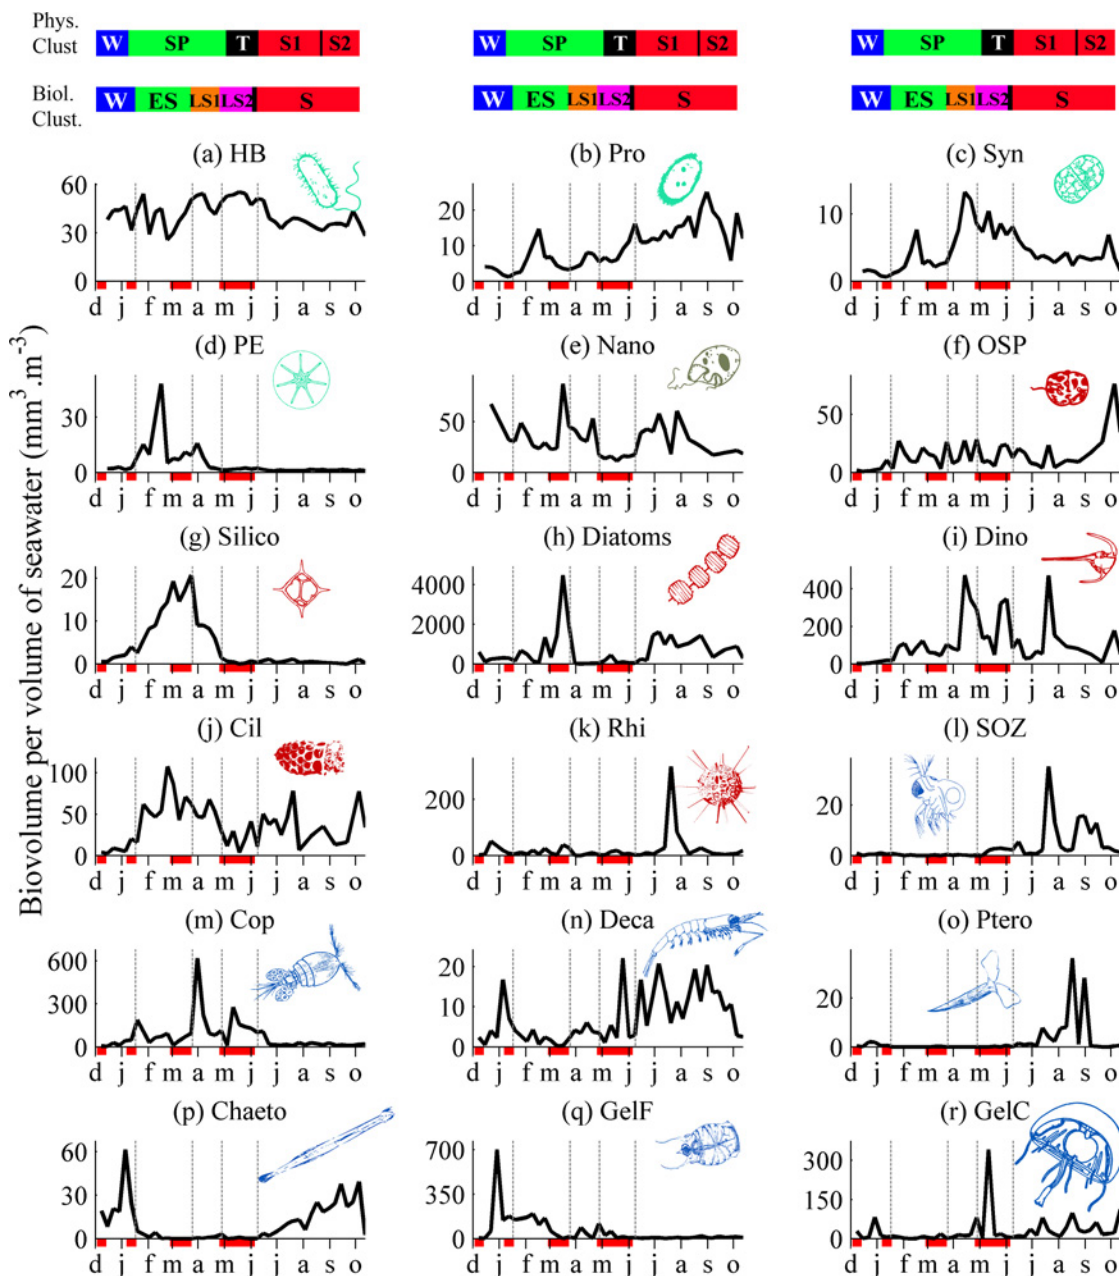 Phys.
Clust
W SP T S1 S2
W SP T S1 S2
W SP T S1 S2
Biol.
Clust.
W ES LS1 LS2 S
W ES LS1 LS2 S
W ES LS1 LS2 S
Biovolume per volume of seawater (mm³.m⁻³)
(a) HB
60
30
0
d j f m a m j j a s o
(b) Pro
20
10
0
d j f m a m j j a s o
(c) Syn
10
0
d j f m a m j j a s o
(d) PE
30
0
d j f m a m j j a s o
(e) Nano
50
0
d j f m a m j j a s o
(f) OSP
50
0
d j f m a m j j a s o
(g) Silico
20
10
0
d j f m a m j j a s o
(h) Diatoms
4000
2000
0
d j f m a m j j a s o
(i) Dino
400
200
0
d j f m a m j j a s o
(j) Cil
100
50
0
d j f m a m j j a s o
(k) Rhi
200
0
d j f m a m j j a s o
(l) SOZ
20
0
d j f m a m j j a s o
(m) Cop
600
300
0
d j f m a m j j a s o
(n) Deca
20
10
0
d j f m a m j j a s o
(o) Ptero
20
0
d j f m a m j j a s o
(p) Chaeto
60
30
0
d j f m a m j j a s o
(q) GelF
700
350
0
d j f m a m j j a s o
(r) GelC
300
150
0
d j f m a m j j a s o